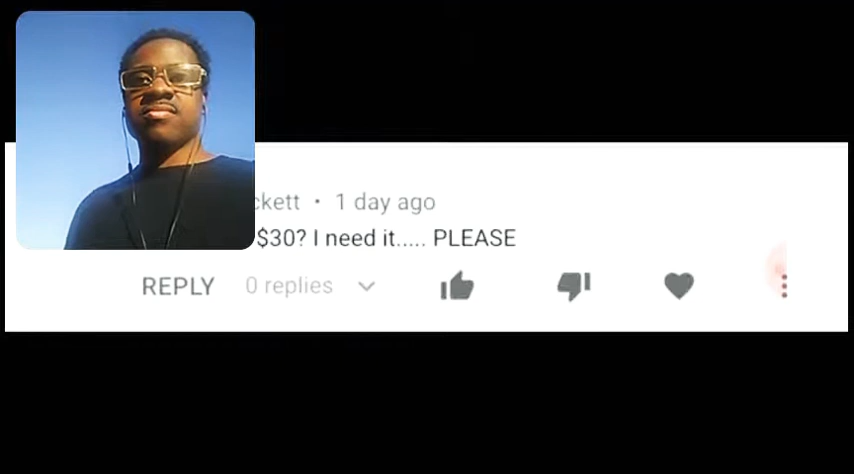 ckett • 1 day ago
$30? I need it..... PLEASE
REPLY 0 replies